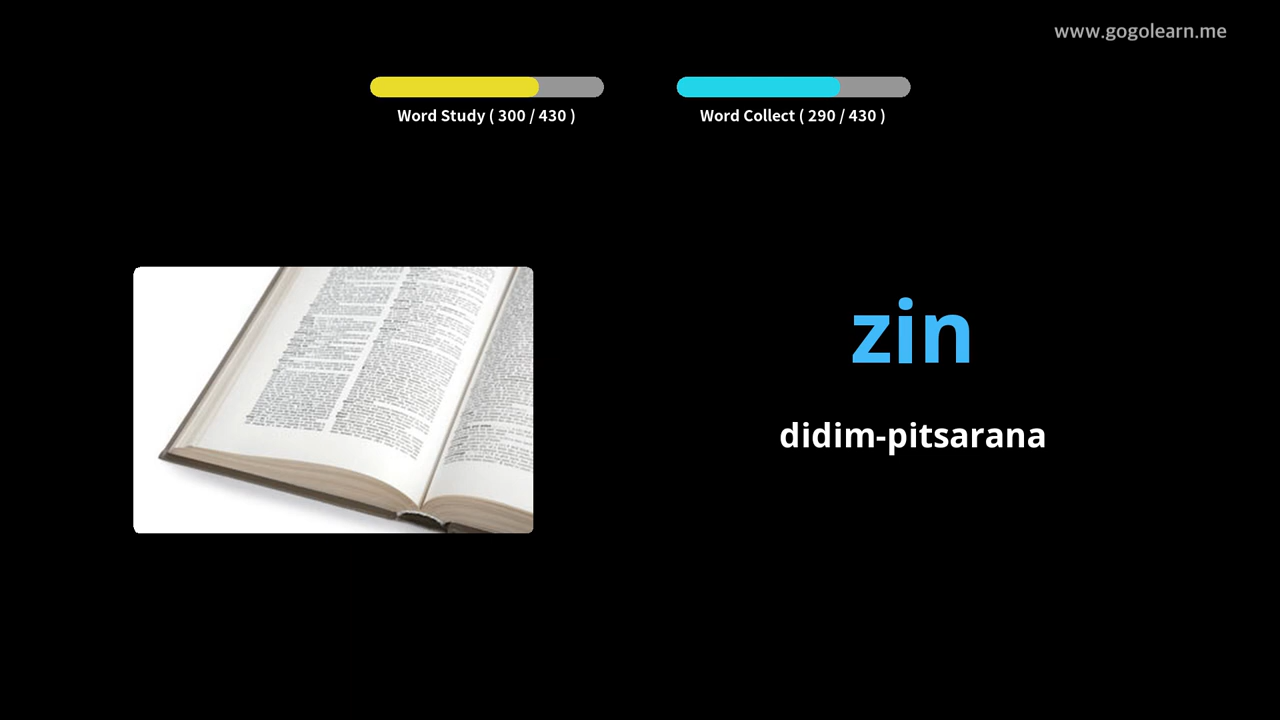 www.gogolearn.me
Word Study ( 300 / 430 )
Word Collect ( 290 / 430 )
zin
didim-pitsarana